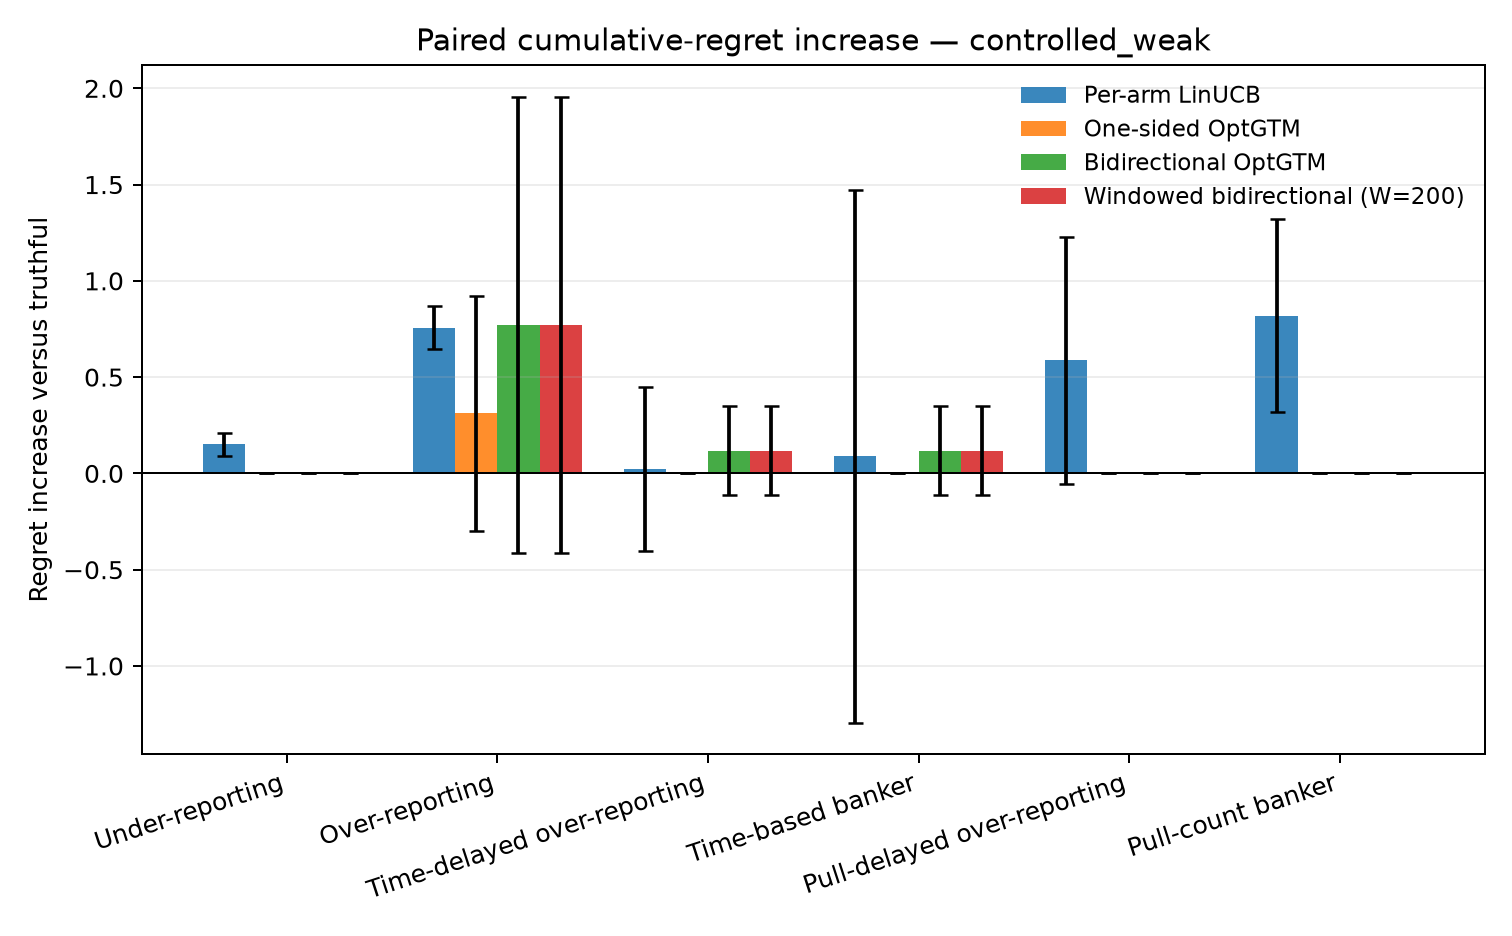 Paired cumulative-regret increase — controlled_weak
Regret increase versus truthful
2.0
1.5
1.0
0.5
0.0
−0.5
−1.0
Per-arm LinUCB
One-sided OptGTM
Bidirectional OptGTM
Windowed bidirectional (W=200)
Under-reporting
Over-reporting
Time-delayed over-reporting
Time-based banker
Pull-delayed over-reporting
Pull-count banker